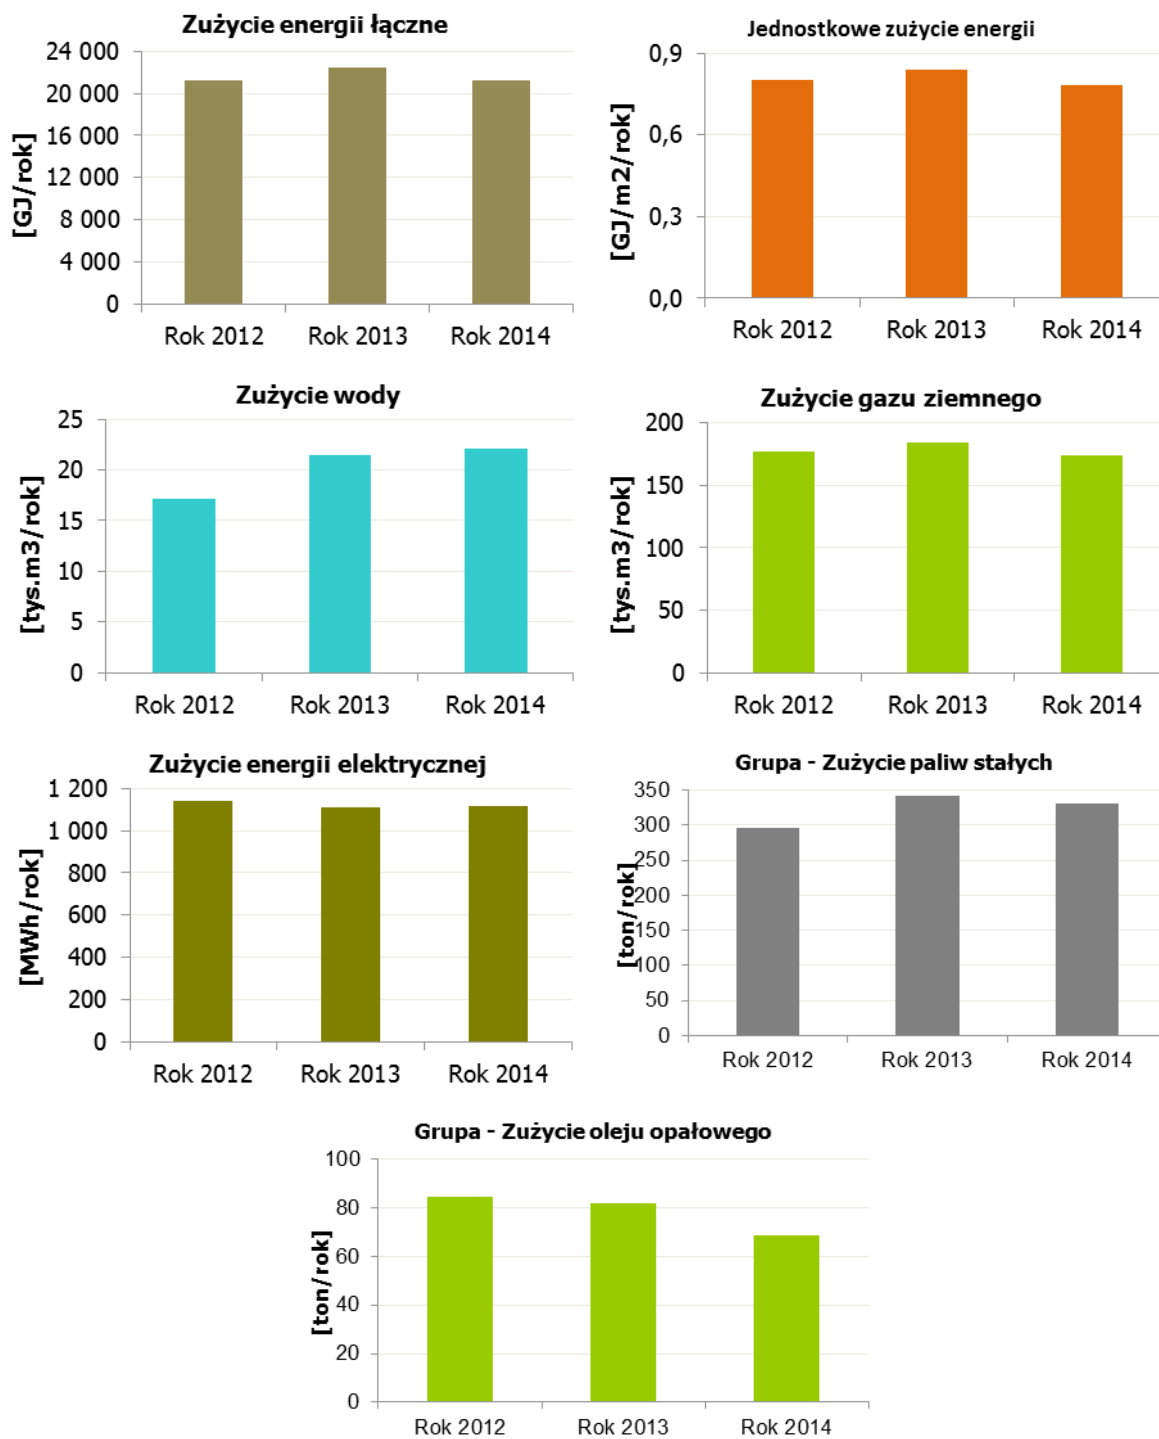 Zużycie energii łączne
[GJ/rok]
24 000
20 000
16 000
12 000
8 000
4 000
0
Rok 2012
Rok 2013
Rok 2014
Jednostkowe zużycie energii
[GJ/m2/rok]
0,9
0,6
0,3
0,0
Rok 2012
Rok 2013
Rok 2014
Zużycie wody
[tys.m3/rok]
25
20
15
10
5
0
Rok 2012
Rok 2013
Rok 2014
Zużycie gazu ziemnego
[tys.m3/rok]
200
150
100
50
0
Rok 2012
Rok 2013
Rok 2014
Zużycie energii elektrycznej
[MWh/rok]
1 200
1 000
800
600
400
200
0
Rok 2012
Rok 2013
Rok 2014
Grupa - Zużycie paliw stałych
[ton/rok]
350
300
250
200
150
100
50
0
Rok 2012
Rok 2013
Rok 2014
Grupa - Zużycie oleju opałowego
[ton/rok]
100
80
60
40
20
0
Rok 2012
Rok 2013
Rok 2014